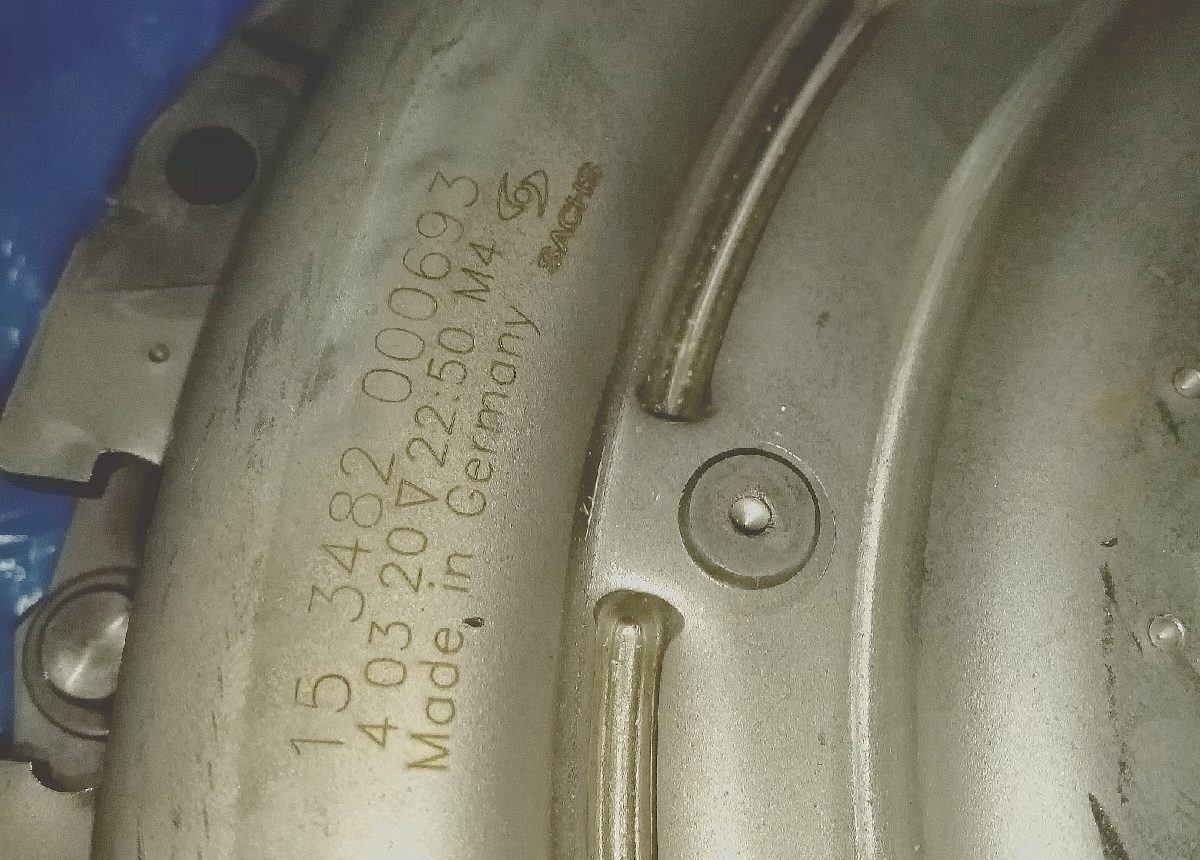 15 3482 000693
4 03 20 ∇ 22:50 M4
Made in Germany
SACHS